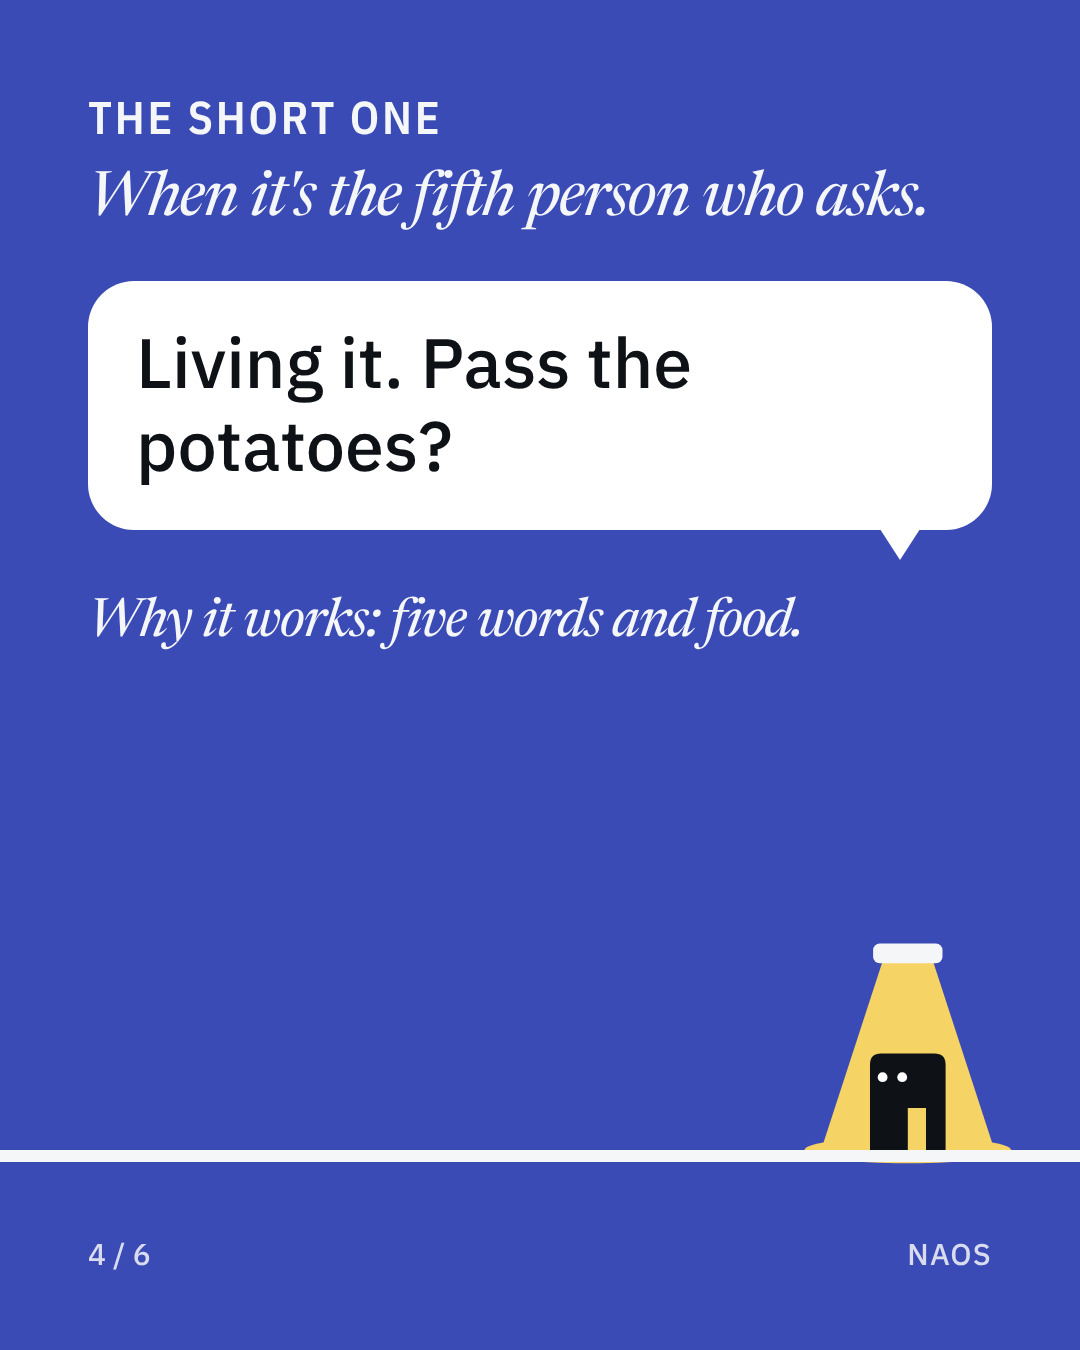 THE SHORT ONE
When it's the fifth person who asks.
Living it. Pass the
potatoes?
Why it works: five words and food.
4 / 6
NAOS